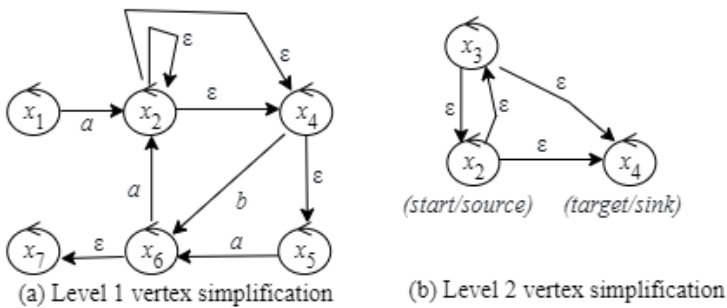 ε
ε
x1
a
x2
ε
x4
a
b
ε
x7
ε
x6
a
x5
(a) Level 1 vertex simplification
x3
ε
ε
ε
x2
ε
x4
(start/source)
(target/sink)
(b) Level 2 vertex simplification